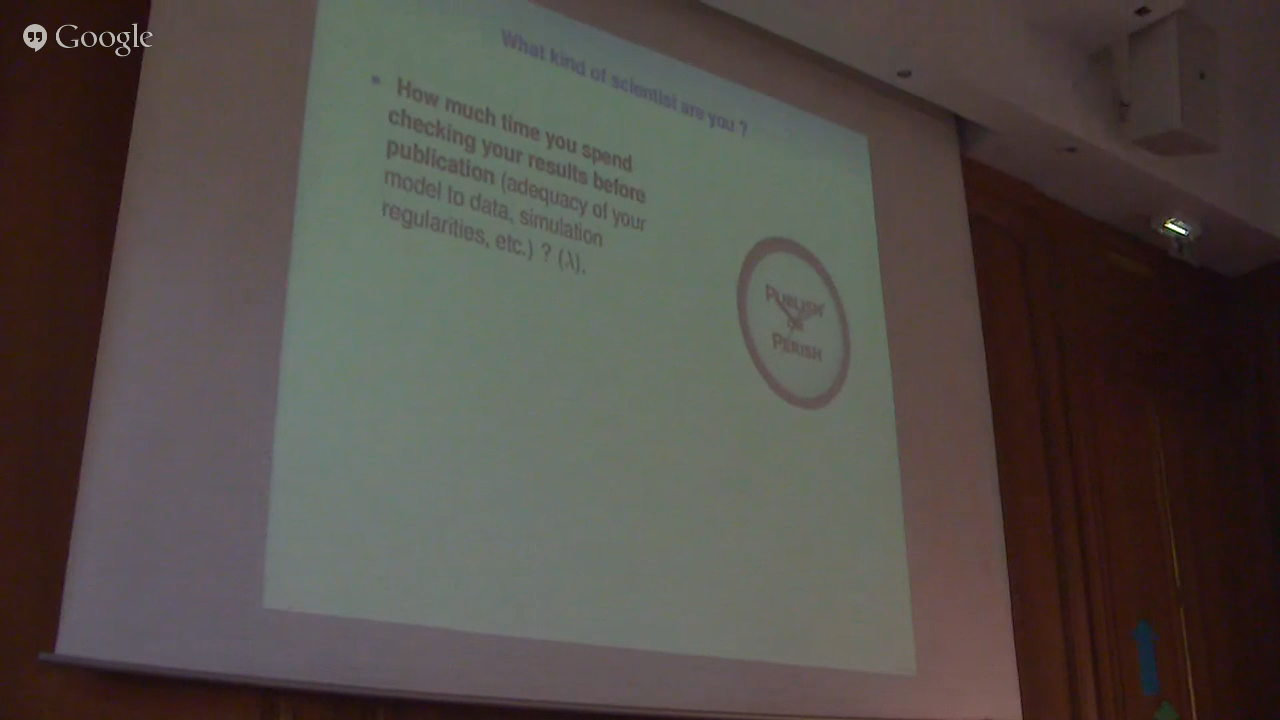 Google
What kind of scientist are you ?
How much time you spend
checking your results before
publication (adequacy of your
model to data, simulation
regularities, etc.) ? (λ).
PUBLISH
OR
PERISH